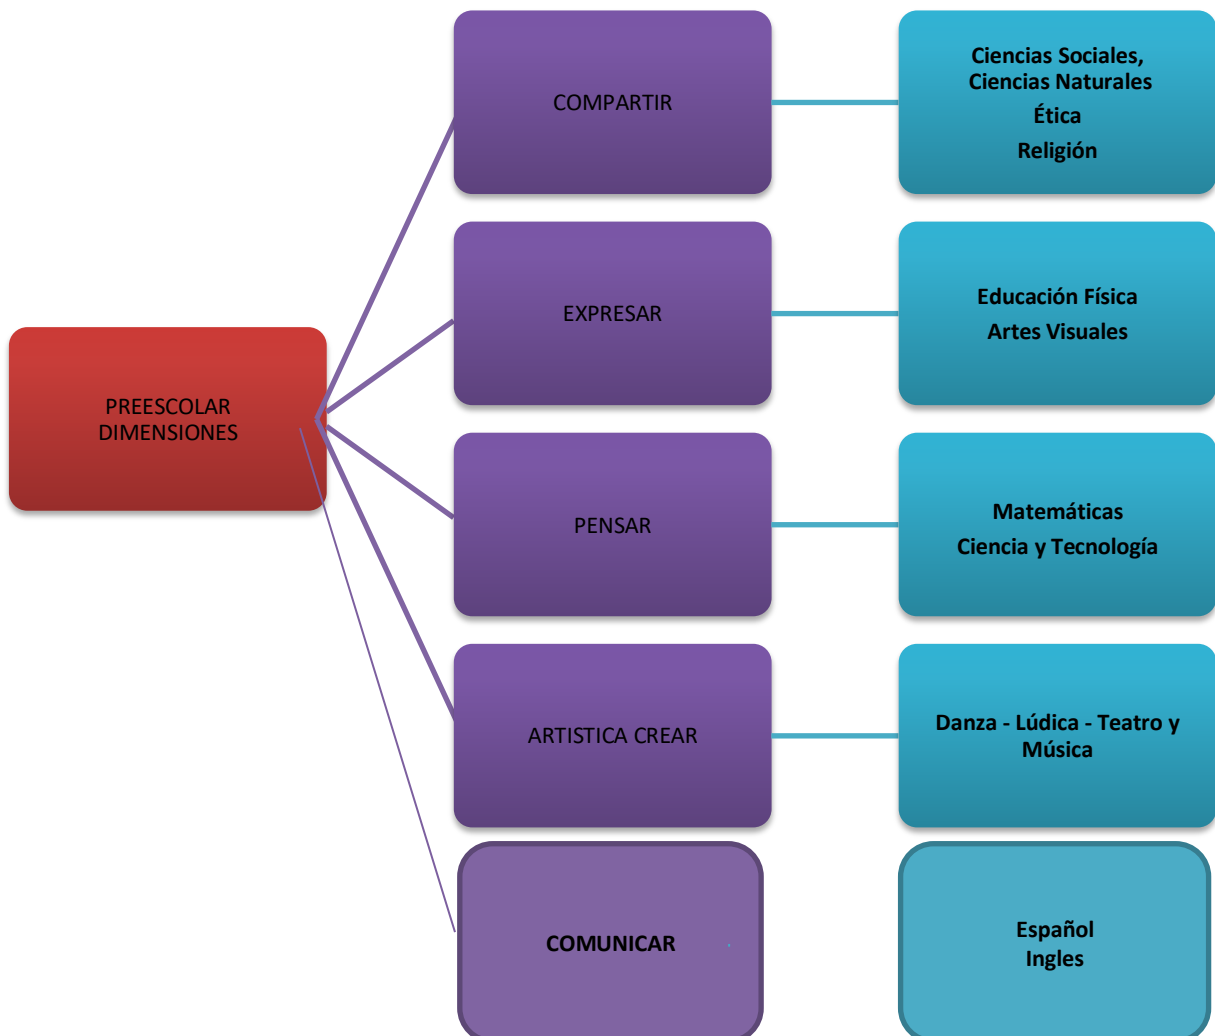 COMPARTIR
Ciencias Sociales,
Ciencias Naturales
Ética
Religión
EXPRESAR
Educación Física
Artes Visuales
PREESCOLAR
DIMENSIONES
PENSAR
Matemáticas
Ciencia y Tecnología
ARTISTICA CREAR
Danza - Lúdica - Teatro y
Música
COMUNICAR
Español
Ingles